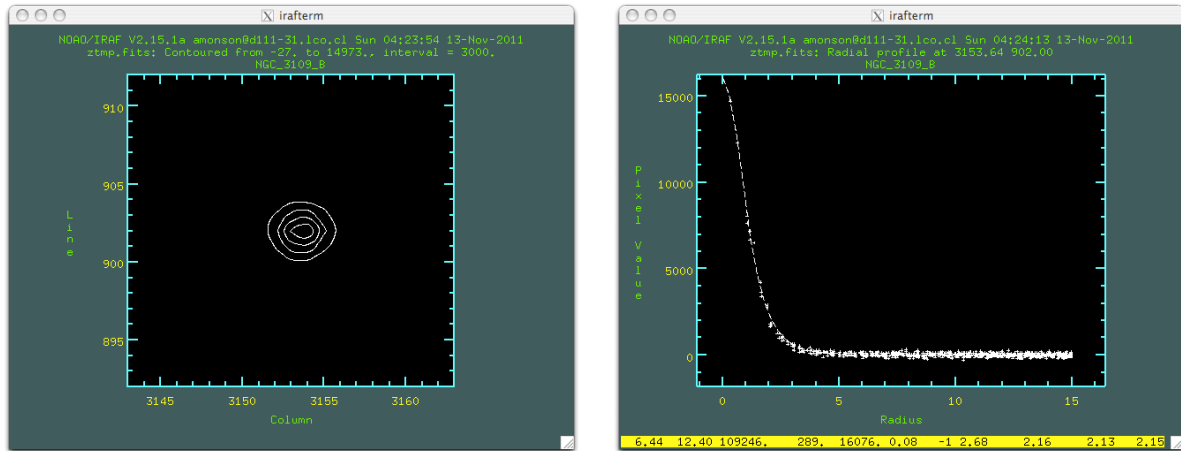 irafterm
NOAO/IRAF V2.15.1a amonson@d111-31.lco.cl Sun 04:23:54 13-Nov-2011
ztmp.fits: Contoured from -27. to 14973., interval = 3000.
NGC_3109_B
910
905
900
895
Line
3145 3150 3155 3160
Column
irafterm
NOAO/IRAF V2.15.1a amonson@d111-31.lco.cl Sun 04:24:13 13-Nov-2011
ztmp.fits: Radial profile at 3153.64 902.00
NGC_3109_B
15000
10000
5000
0
Pixel Value
0 5 10 15
Radius
6.44 12.40 109246. 289. 16076. 0.08 -1 2.68 2.16 2.13 2.15